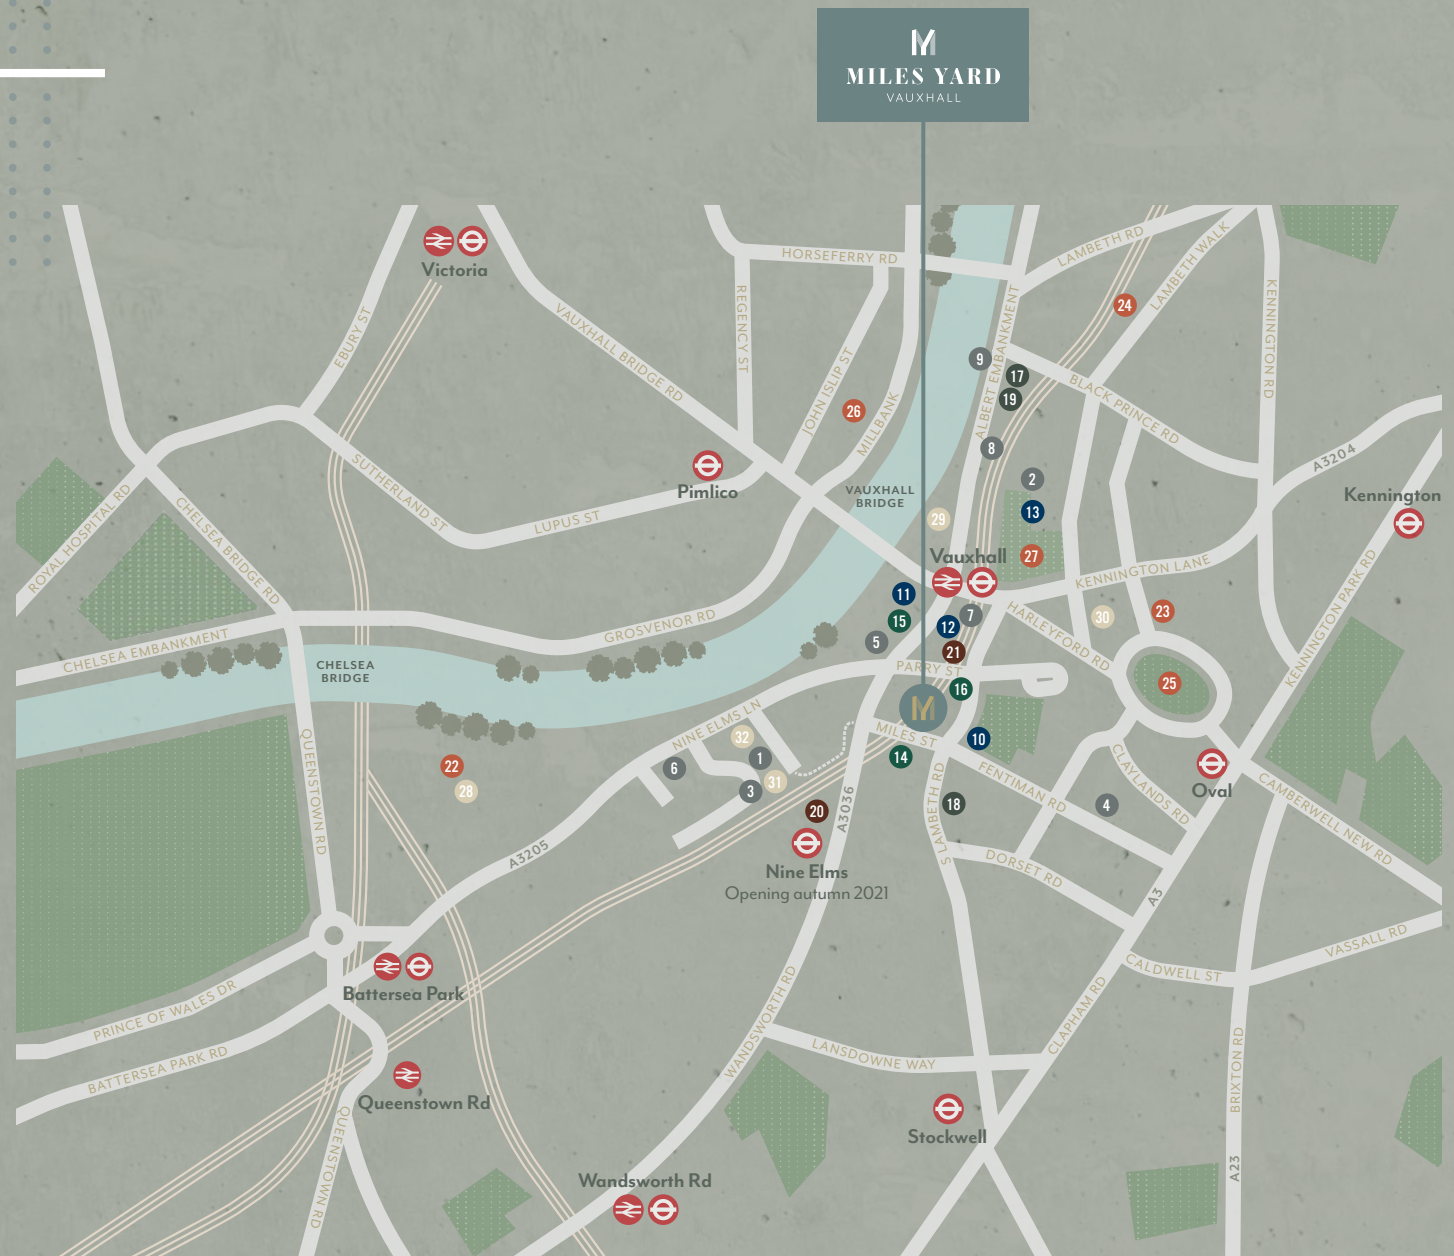 MILES YARD
VAUXHALL
Victoria
HORSEFERRY RD
LAMBETH RD
LAMBETH WALK
KENNINGTON RD
EBURY ST
VAUXHALL BRIDGE RD
REGENCY ST
JOHN ISLIP ST
MILLBANK
ALBERT EMBANKMENT
BLACK PRINCE RD
24
9
17
19
26
8
2
13
27
29
A3204
Kennington
Pimlico
VAUXHALL
BRIDGE
ROYAL HOSPITAL RD
CHELSEA BRIDGE RD
SUTHERLAND ST
LUPUS ST
Vauxhall
KENNINGTON LANE
KENNINGTON PARK RD
11
15
5
12
7
21
30
23
25
HARLEYFORD RD
CHELSEA EMBANKMENT
GROSVENOR RD
CHELSEA
BRIDGE
PARRY ST
16
NINE ELMS LN
MILES ST
32
1
6
31
3
14
10
22
28
QUEENSTOWN RD
20
18
4
A3036
S LAMBETH RD
FENTIMAN RD
CLAYLANDS RD
Oval
CAMBERWELL NEW RD
A3205
Nine Elms
Opening autumn 2021
DORSET RD
A3
VASSALL RD
CALDWELL ST
Battersea Park
PRINCE OF WALES DR
BATTERSEA PARK RD
WANDSWORTH RD
CLAPHAM RD
LANSDOWNE WAY
BRIXTON RD
Queenstown Rd
QUEENSTOWN RD
Stockwell
A23
Wandsworth Rd